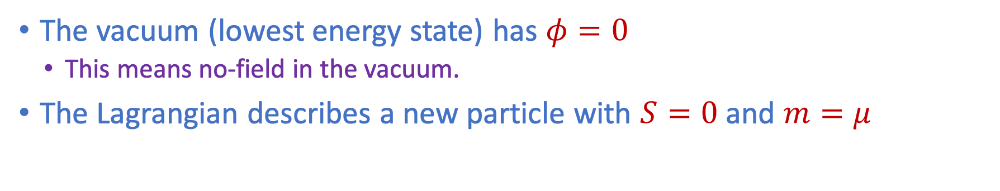 • The vacuum (lowest energy state) has ϕ = 0
• This means no-field in the vacuum.
• The Lagrangian describes a new particle with S = 0 and m = μ